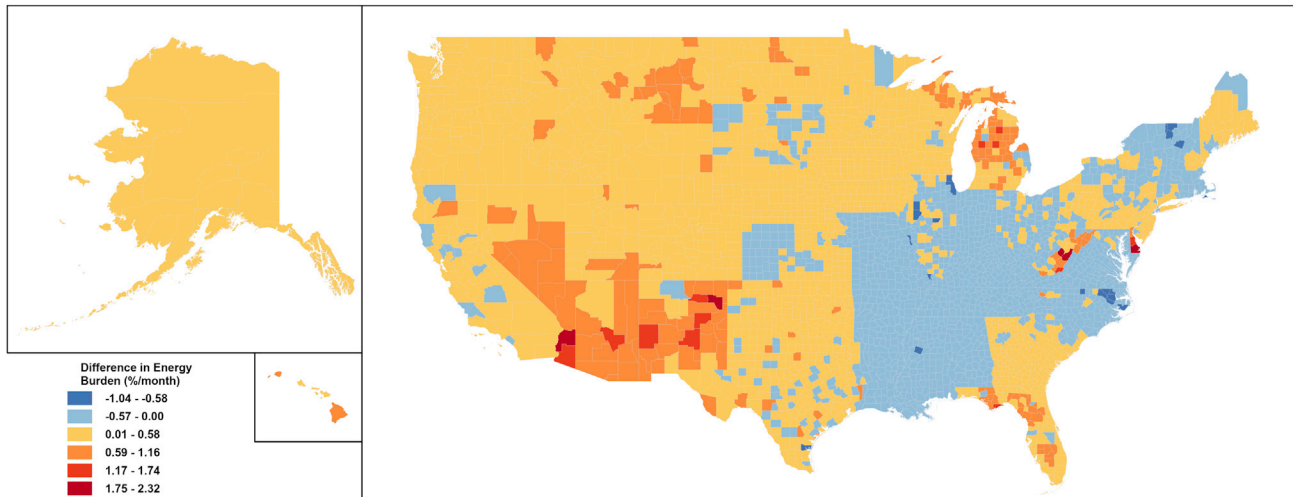 Difference in Energy
Burden (%/month)
-1.04 - -0.58
-0.57 - 0.00
0.01 - 0.58
0.59 - 1.16
1.17 - 1.74
1.75 - 2.32